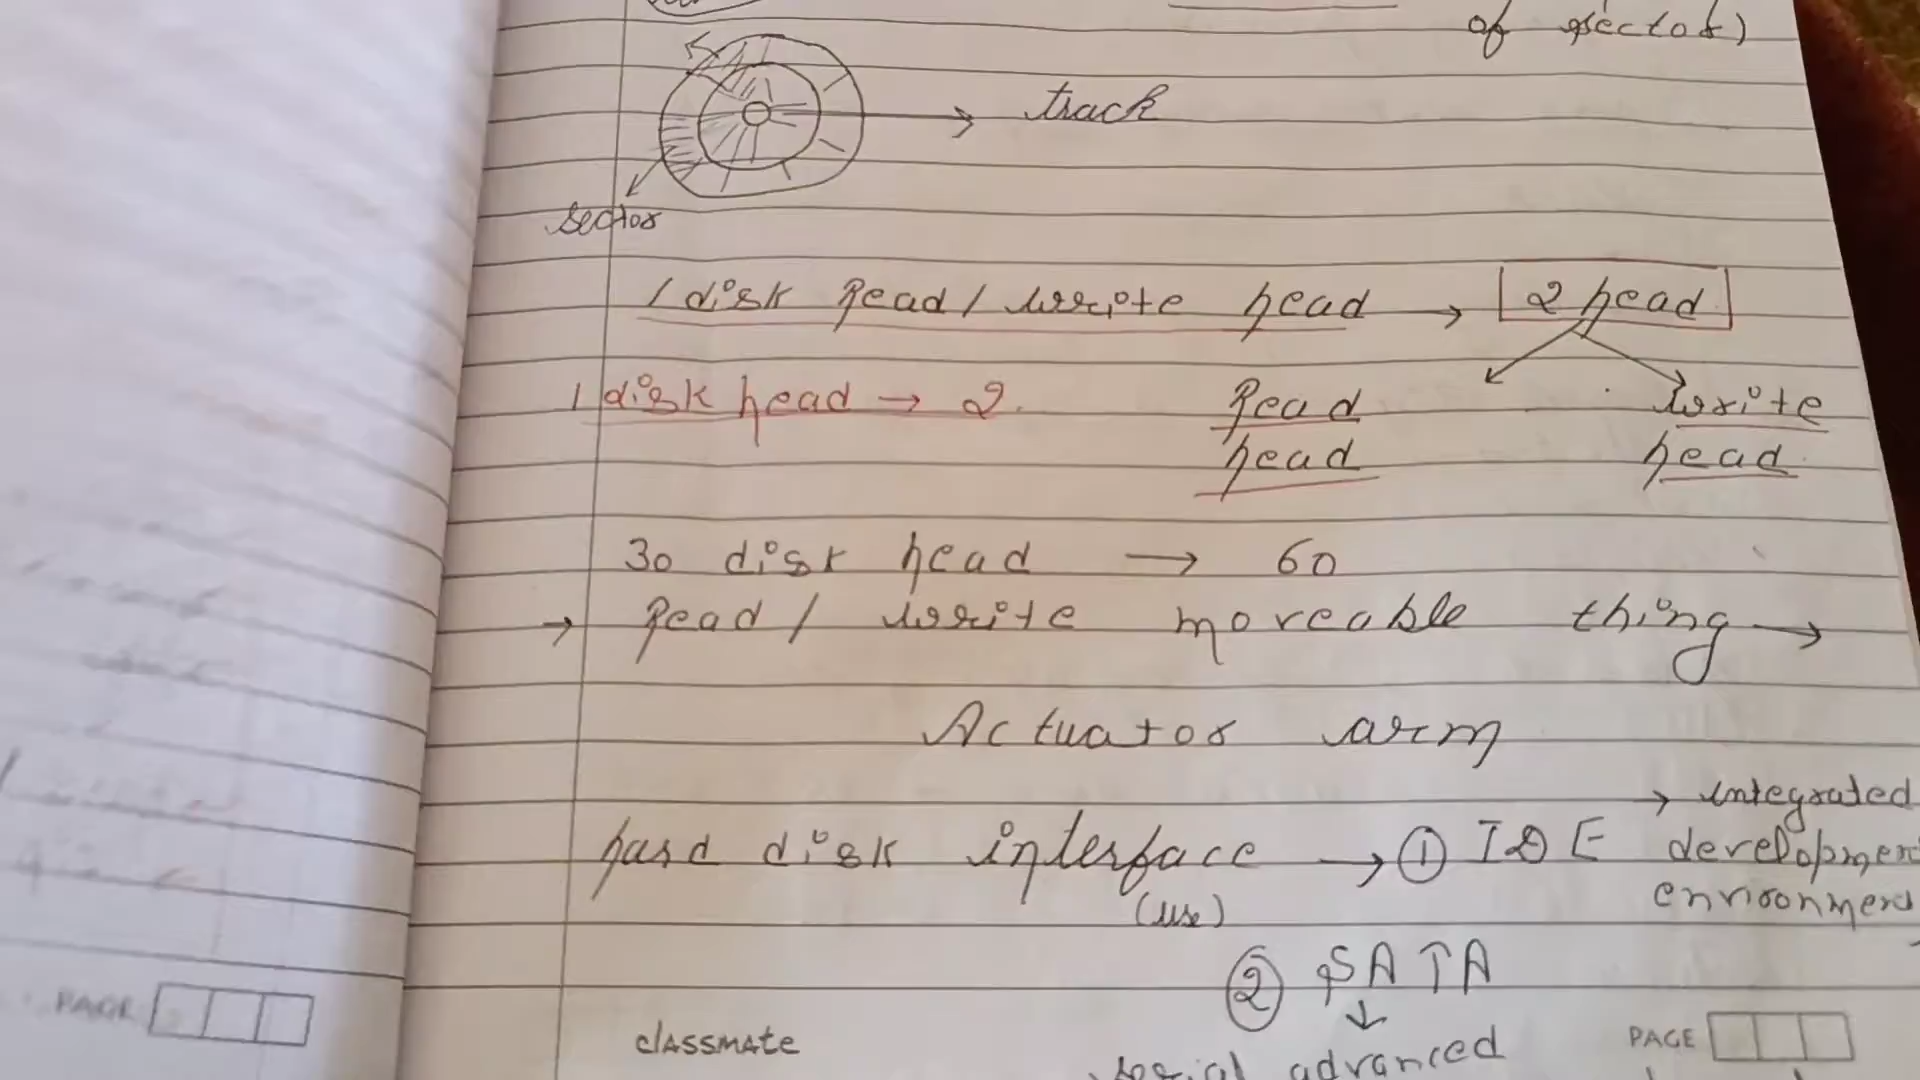 of sector)
track
sector
1 disk Read / write head → 2 head
1 disk head → 2
Read write
head head
30 disk head → 60
→ Read / write moveable thing →
Actuator arm
→ integrated
hard disk interface → ① IDE development
(use) environment
② SATA
↓
serial advanced
PAGE
classmate
PAGE